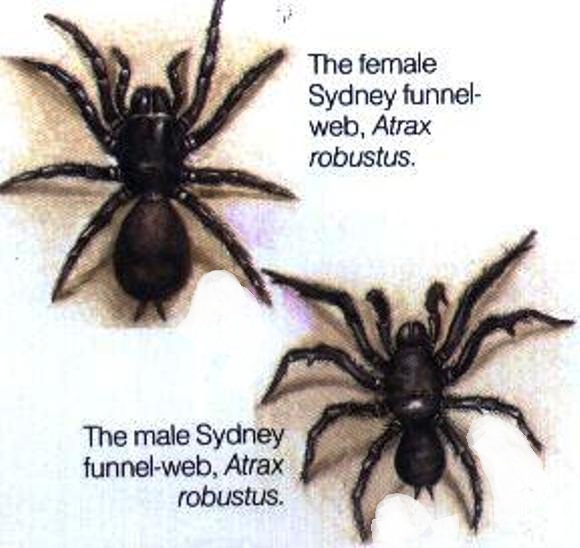 The female
Sydney funnel-
web, Atrax
robustus.
The male Sydney
funnel-web, Atrax
robustus.